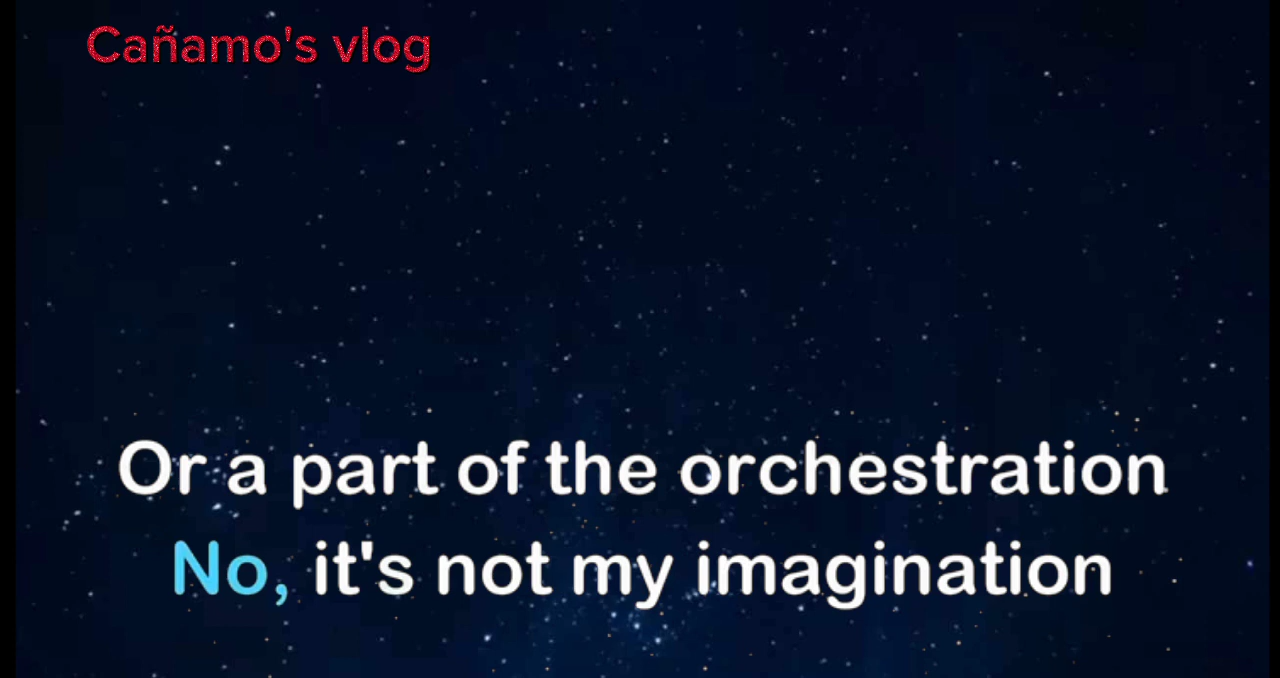 Cañamo's vlog
Or a part of the orchestration
No, it's not my imagination